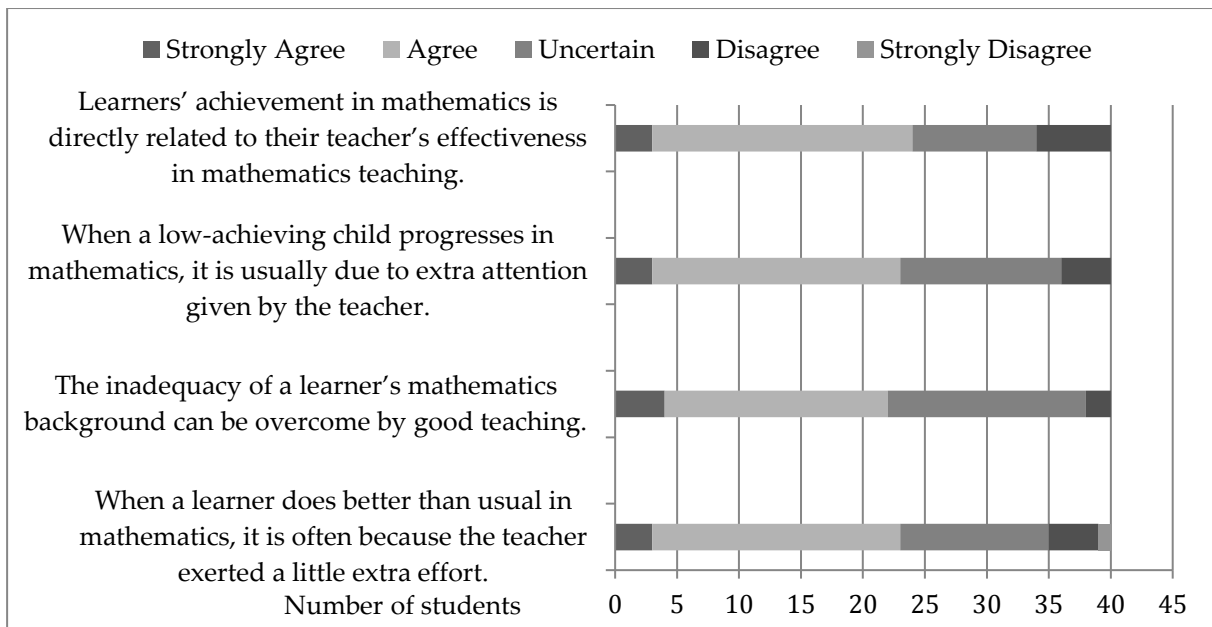 Strongly Agree Agree Uncertain Disagree Strongly Disagree
Learners’ achievement in mathematics is
directly related to their teacher’s effectiveness
in mathematics teaching.
When a low-achieving child progresses in
mathematics, it is usually due to extra attention
given by the teacher.
The inadequacy of a learner’s mathematics
background can be overcome by good teaching.
When a learner does better than usual in
mathematics, it is often because the teacher
exerted a little extra effort.
Number of students
0 5 10 15 20 25 30 35 40 45